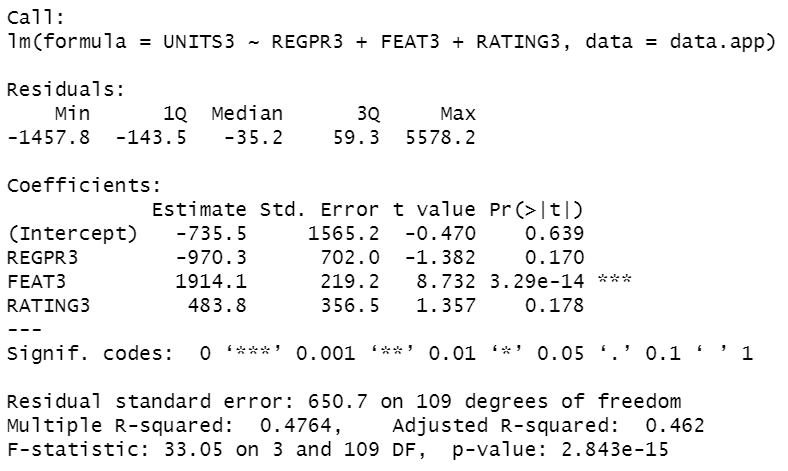 Call:
lm(formula = UNITS3 ~ REGPR3 + FEAT3 + RATING3, data = data.app)
Residuals:
    Min      1Q  Median      3Q     Max
-1457.8  -143.5   -35.2    59.3  5578.2
Coefficients:
            Estimate Std. Error t value Pr(>|t|)
(Intercept)   -735.5     1565.2  -0.470    0.639
REGPR3        -970.3      702.0  -1.382    0.170
FEAT3         1914.1      219.2   8.732 3.29e-14 ***
RATING3        483.8      356.5   1.357    0.178
---
Signif. codes:  0 ‘***’ 0.001 ‘**’ 0.01 ‘*’ 0.05 ‘.’ 0.1 ‘ ’ 1
Residual standard error: 650.7 on 109 degrees of freedom
Multiple R-squared:  0.4764,    Adjusted R-squared:  0.462
F-statistic: 33.05 on 3 and 109 DF,  p-value: 2.843e-15